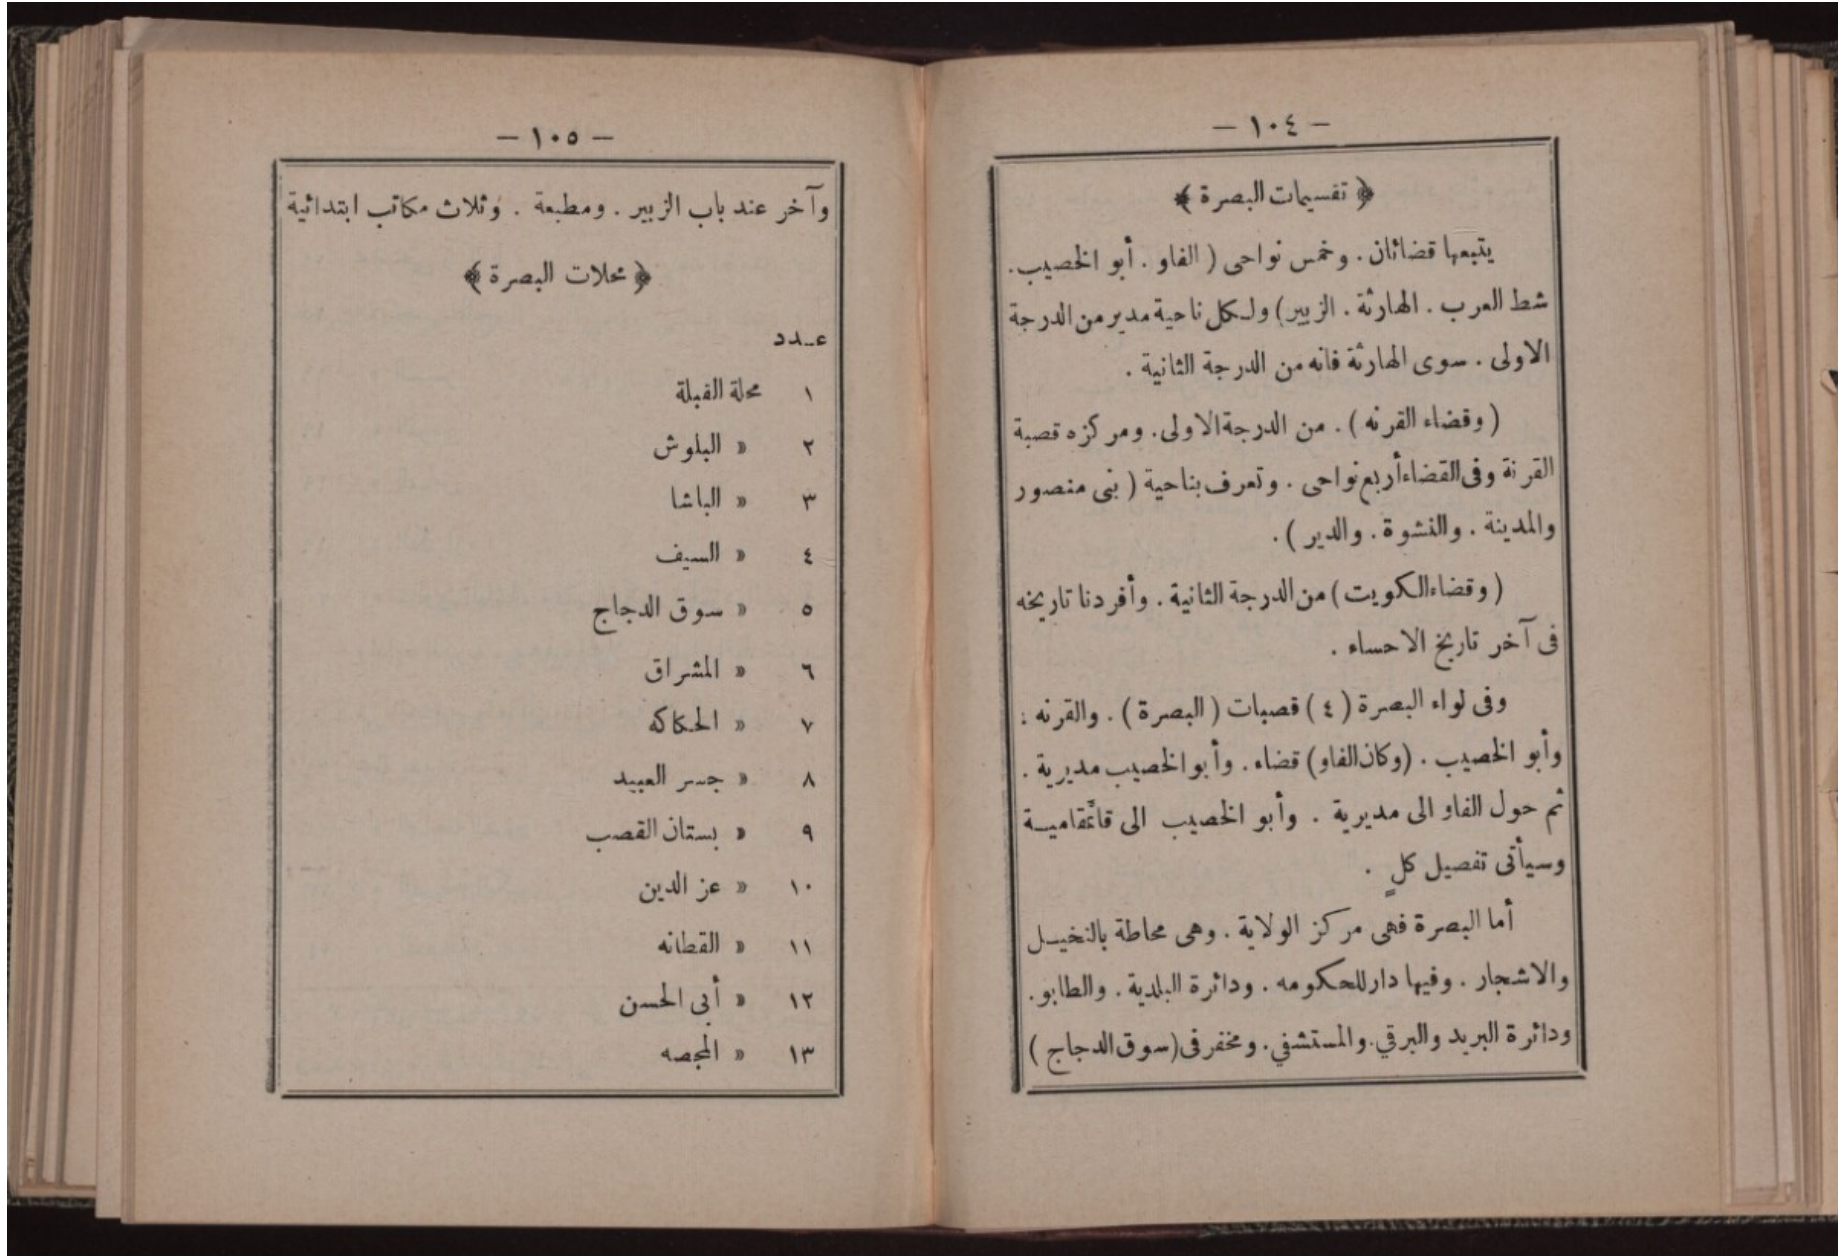 — ١٠٤ —
﴿ تقسيمات البصرة ﴾
يتبعها قضائان . وخمس نواحى ( الفاو . أبو الخصيب .
شط العرب . الهارثة . الزبير ) ولكل ناحية مدير من الدرجة
الاولى . سوى الهارثة فانه من الدرجة الثانية .
( وقضاء القرنه ) . من الدرجة الاولى . ومركزه قصبة
القرنة وفى القضاء أربع نواحى . وتعرف بناحية ( بنى منصور
والمدينة . والنشوة . والدير ) .
( وقضاء الكويت ) من الدرجة الثانية . وأفردنا تاريخه
فى آخر تاريخ الاحساء .
وفى لواء البصرة ( ٤ ) قصبات ( البصرة ) . والقرنه :
وأبو الخصيب . ( وكان الفاو ) قضاء . وأبو الخصيب مديرية .
ثم حول الفاو الى مديرية . وأبو الخصيب الى قائمقامية
وسيأتى تفصيل كلٍ .
أما البصرة فهى مركز الولاية . وهى محاطة بالنخيل
والاشجار . وفيها دار للحكومه . ودائرة البلدية . والطابو .
ودائرة البريد والبرقي . والمستشفي . ومخفر فى ( سوق الدجاج )
— ١٠٥ —
وآخر عند باب الزبير . ومطبعة . وثلاث مكاتب ابتدائية
﴿ محلات البصرة ﴾
عدد
١ محلة القبلة
٢ » البلوش
٣ » الباشا
٤ » السيف
٥ » سوق الدجاج
٦ » المشراق
٧ » الحكاكه
٨ » جسر العبيد
٩ » بستان القصب
١٠ » عز الدين
١١ » القطانه
١٢ » أبى الحسن
١٣ » المجصه